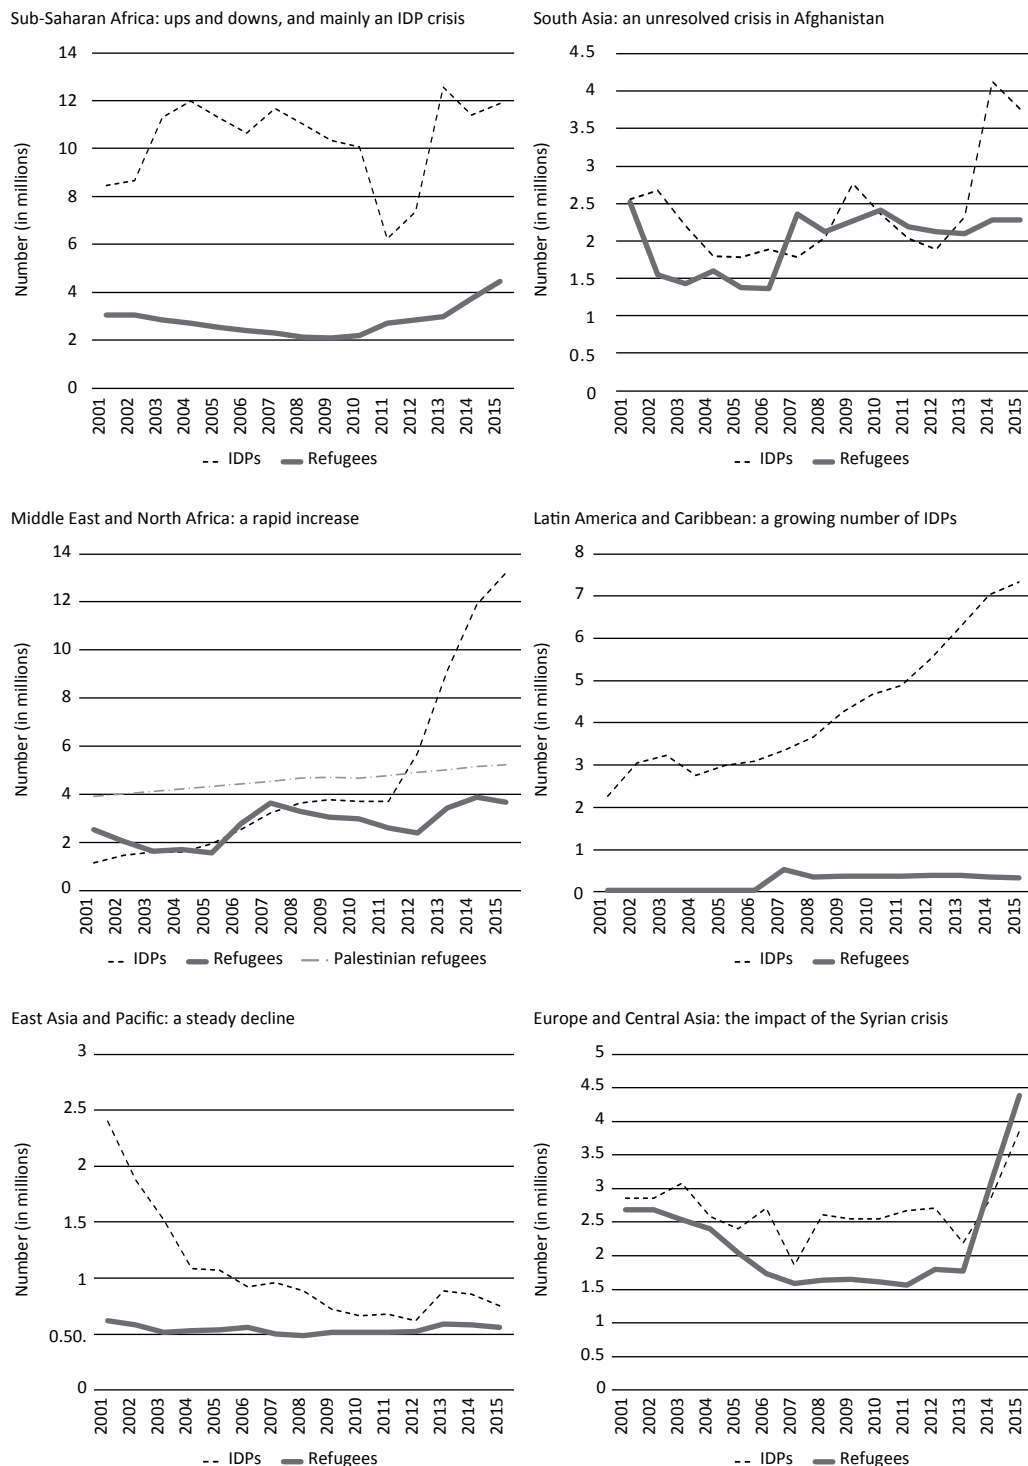 Sub-Saharan Africa: ups and downs, and mainly an IDP crisis
14
12
10
8
6
4
2
0
Number (in millions)
2001 2002 2003 2004 2005 2006 2007 2008 2009 2010 2011 2012 2013 2014 2015
IDPs Refugees
South Asia: an unresolved crisis in Afghanistan
4.5
4
3.5
3
2.5
2
1.5
1
0.5
0
Number (in millions)
2001 2002 2003 2004 2005 2006 2007 2008 2009 2010 2011 2012 2013 2014 2015
IDPs Refugees
Middle East and North Africa: a rapid increase
14
12
10
8
6
4
2
0
Number (in millions)
2001 2002 2003 2004 2005 2006 2007 2008 2009 2010 2011 2012 2013 2014 2015
IDPs Refugees Palestinian refugees
Latin America and Caribbean: a growing number of IDPs
8
7
6
5
4
3
2
1
0
Number (in millions)
2001 2002 2003 2004 2005 2006 2007 2008 2009 2010 2011 2012 2013 2014 2015
IDPs Refugees
East Asia and Pacific: a steady decline
3
2.5
2
1.5
1
0.50.
0
Number (in millions)
2001 2002 2003 2004 2005 2006 2007 2008 2009 2010 2011 2012 2013 2014 2015
IDPs Refugees
Europe and Central Asia: the impact of the Syrian crisis
5
4.5
4
3.5
3
2.5
2
1.5
1
0.5
0
Number (in millions)
2001 2002 2003 2004 2005 2006 2007 2008 2009 2010 2011 2012 2013 2014 2015
IDPs Refugees